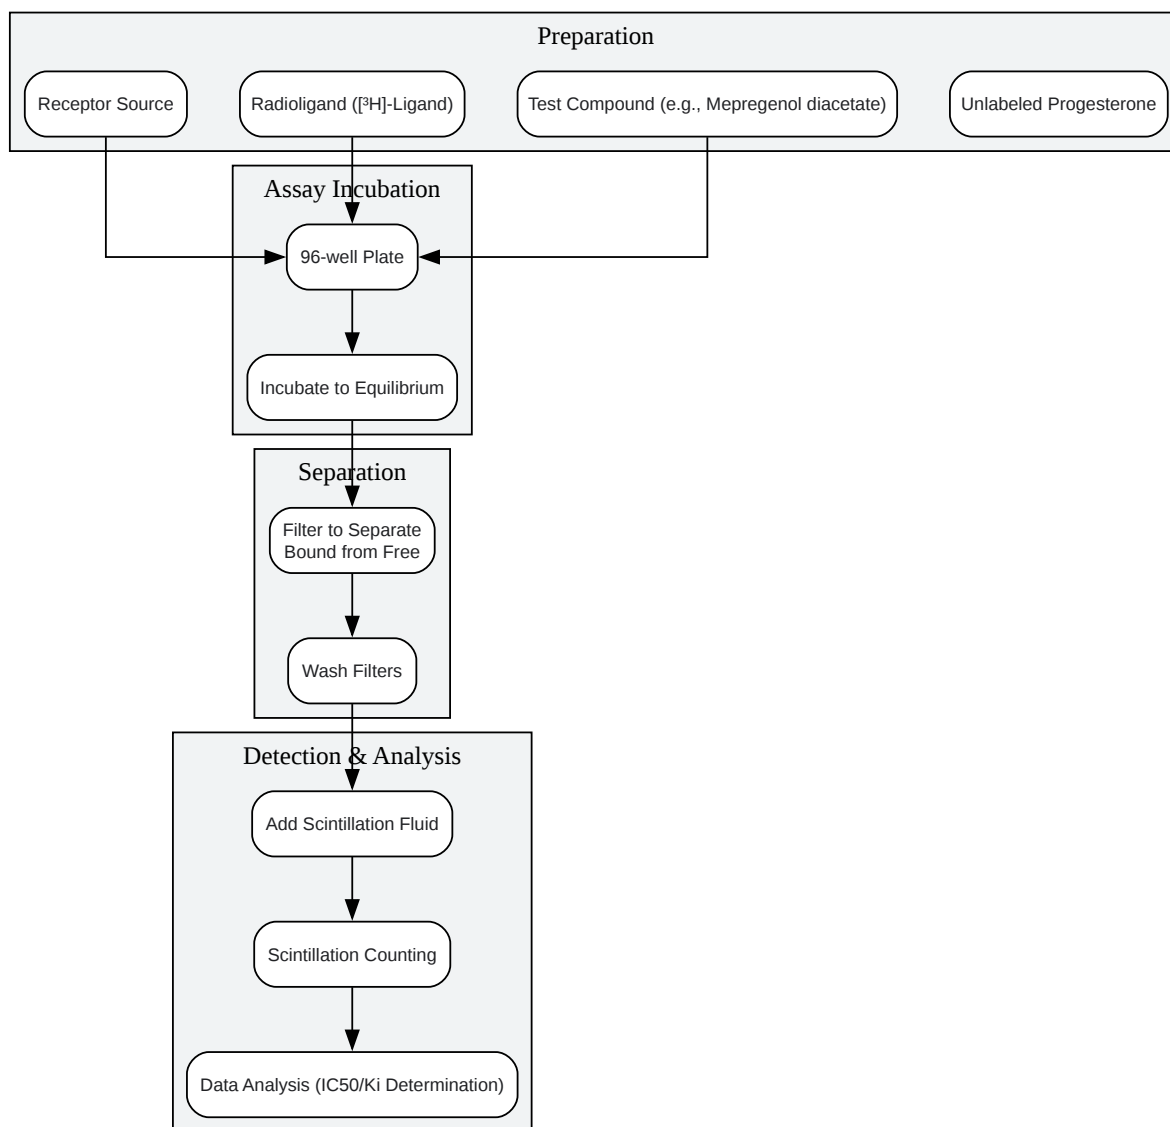 Preparation
Receptor Source
Radioligand ([³H]-Ligand)
Test Compound (e.g., Mepregenol diacetate)
Unlabeled Progesterone
Assay Incubation
96-well Plate
Incubate to Equilibrium
Separation
Filter to Separate
Bound from Free
Wash Filters
Detection & Analysis
Add Scintillation Fluid
Scintillation Counting
Data Analysis (IC50/Ki Determination)